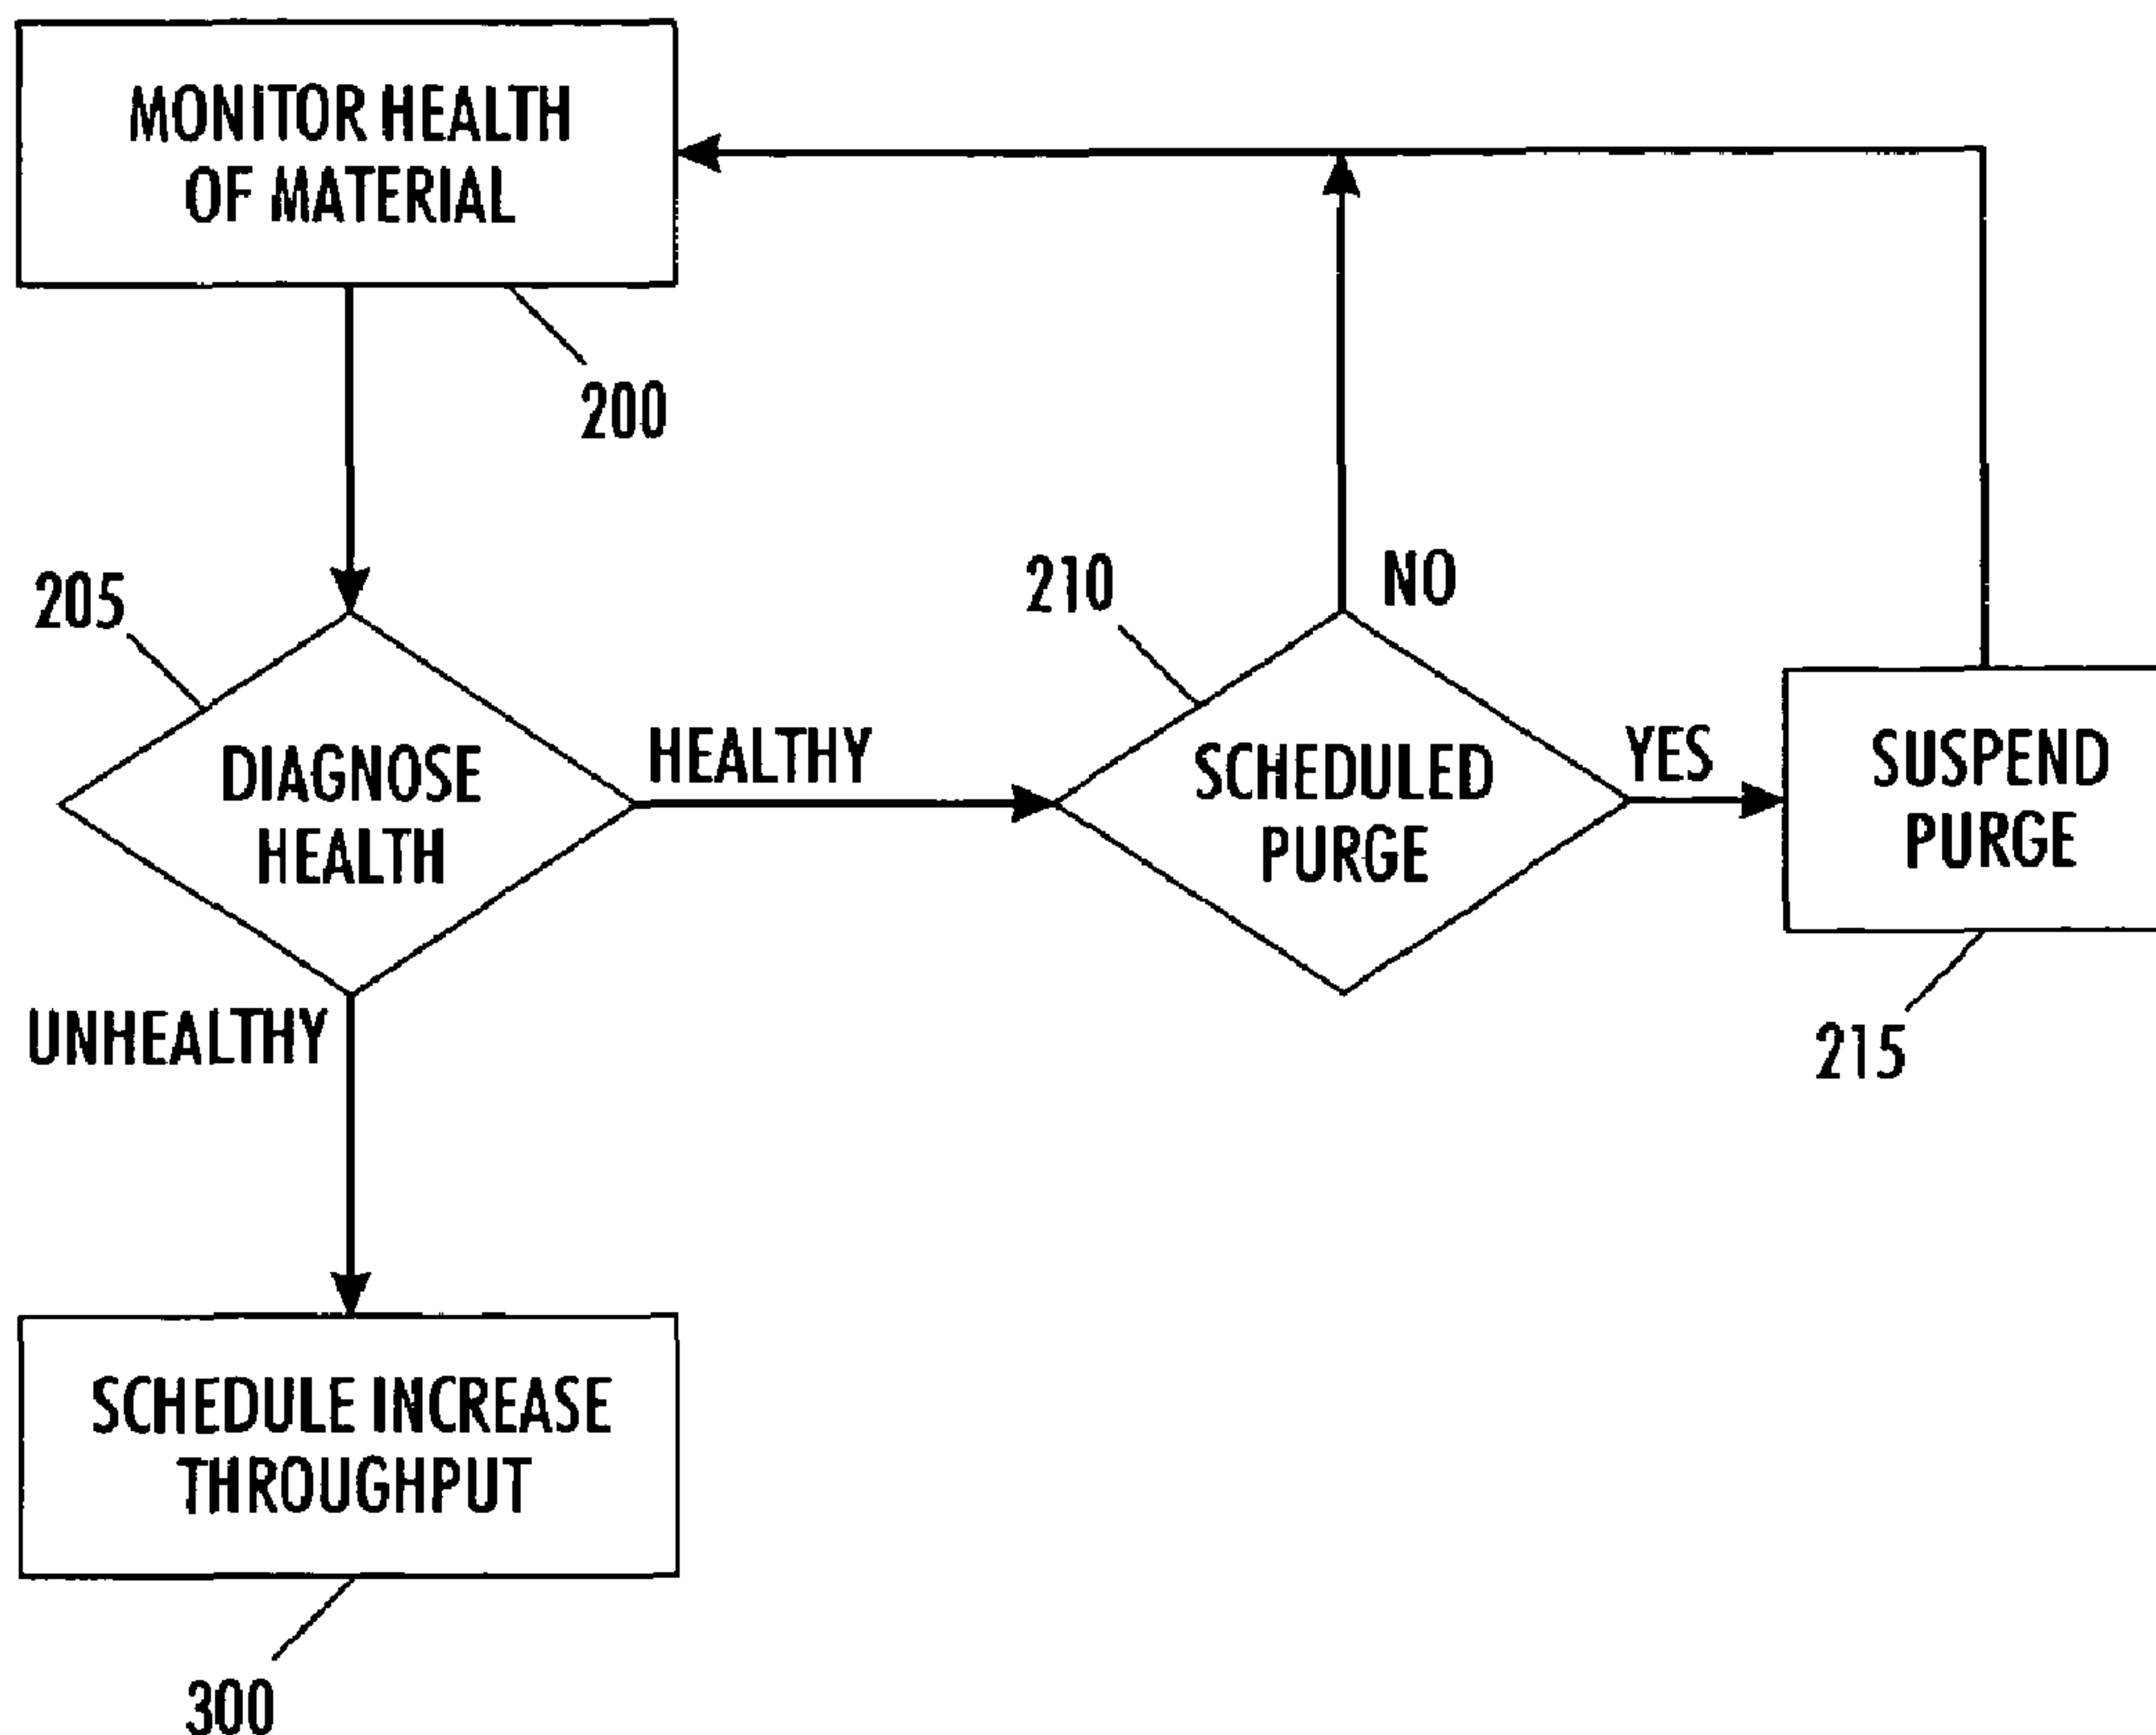 MONITOR HEALTH
OF MATERIAL
200
205
DIAGNOSE
HEALTH
HEALTHY
210
NO
SCHEDULED
PURGE
YES
SUSPEND
PURGE
215
UNHEALTHY
SCHEDULE INCREASE
THROUGHPUT
300